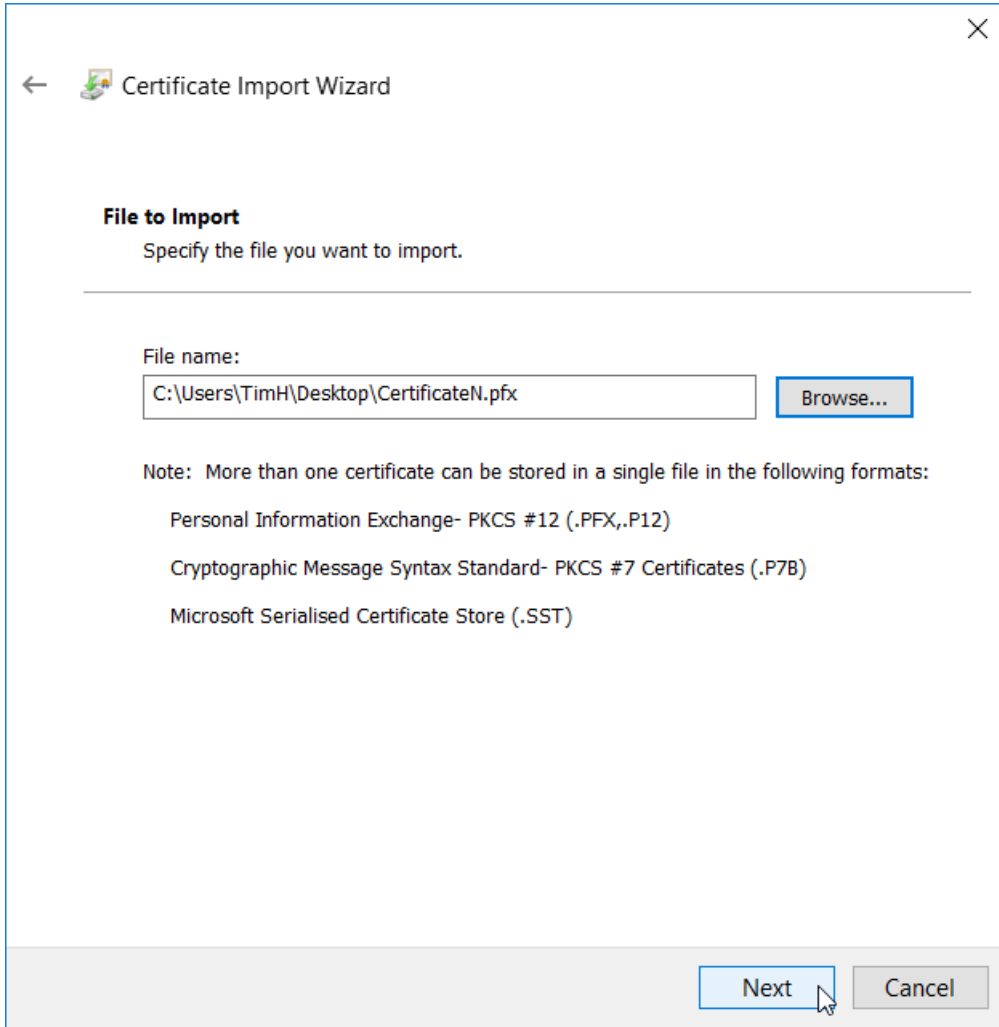 Certificate Import Wizard
File to Import
Specify the file you want to import.
File name:
C:\Users\TimH\Desktop\CertificateN.pfx
Browse...
Note:  More than one certificate can be stored in a single file in the following formats:
Personal Information Exchange- PKCS #12 (.PFX,.P12)
Cryptographic Message Syntax Standard- PKCS #7 Certificates (.P7B)
Microsoft Serialised Certificate Store (.SST)
Next
Cancel